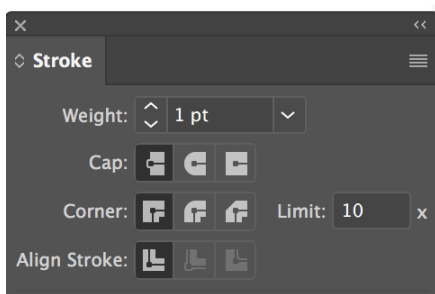 Stroke
Weight: 1 pt
Cap:
Corner: Limit: 10 x
Align Stroke: